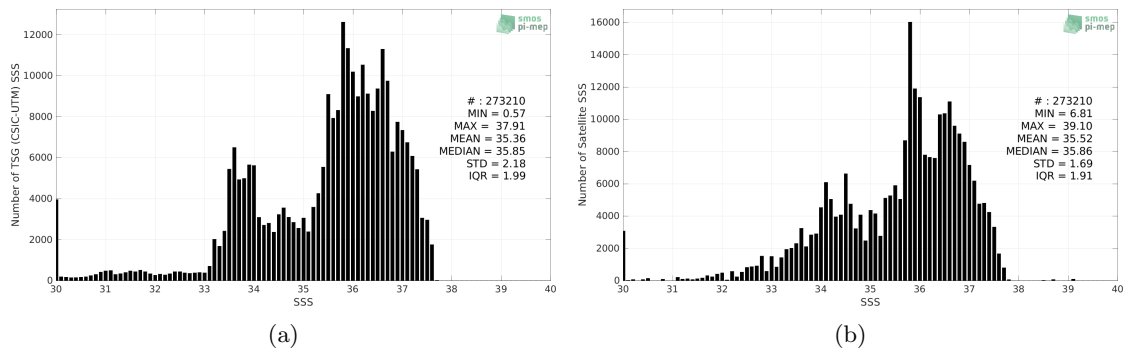 smos
pi-mep
12000
10000
8000
6000
4000
2000
0
Number of TSG (CSIC-UTM) SSS
# : 273210
MIN = 0.57
MAX = 37.91
MEAN = 35.36
MEDIAN = 35.85
STD = 2.18
IQR = 1.99
30 31 32 33 34 35 36 37 38 39 40
SSS
(a)
smos
pi-mep
16000
14000
12000
10000
8000
6000
4000
2000
0
Number of Satellite SSS
# : 273210
MIN = 6.81
MAX = 39.10
MEAN = 35.52
MEDIAN = 35.86
STD = 1.69
IQR = 1.91
30 31 32 33 34 35 36 37 38 39 40
SSS
(b)